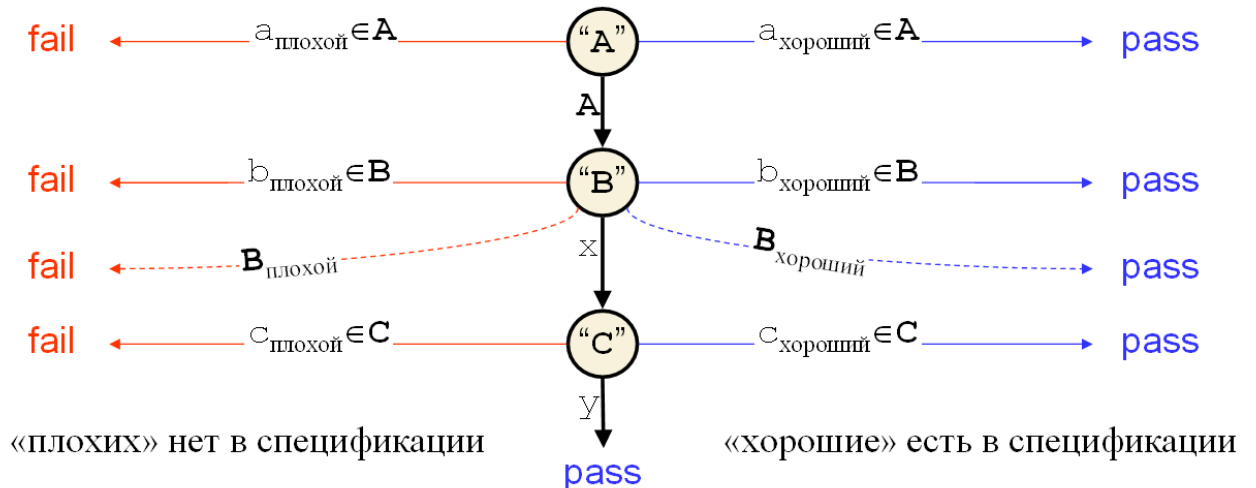 fail aплохой∈A “A” aхороший∈A pass
A
fail bплохой∈B “B” bхороший∈B pass
fail Bплохой x Bхороший pass
fail cплохой∈C “C” cхороший∈C pass
y
«плохих» нет в спецификации «хорошие» есть в спецификации
pass